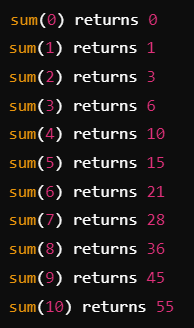 sum(0) returns 0
sum(1) returns 1
sum(2) returns 3
sum(3) returns 6
sum(4) returns 10
sum(5) returns 15
sum(6) returns 21
sum(7) returns 28
sum(8) returns 36
sum(9) returns 45
sum(10) returns 55